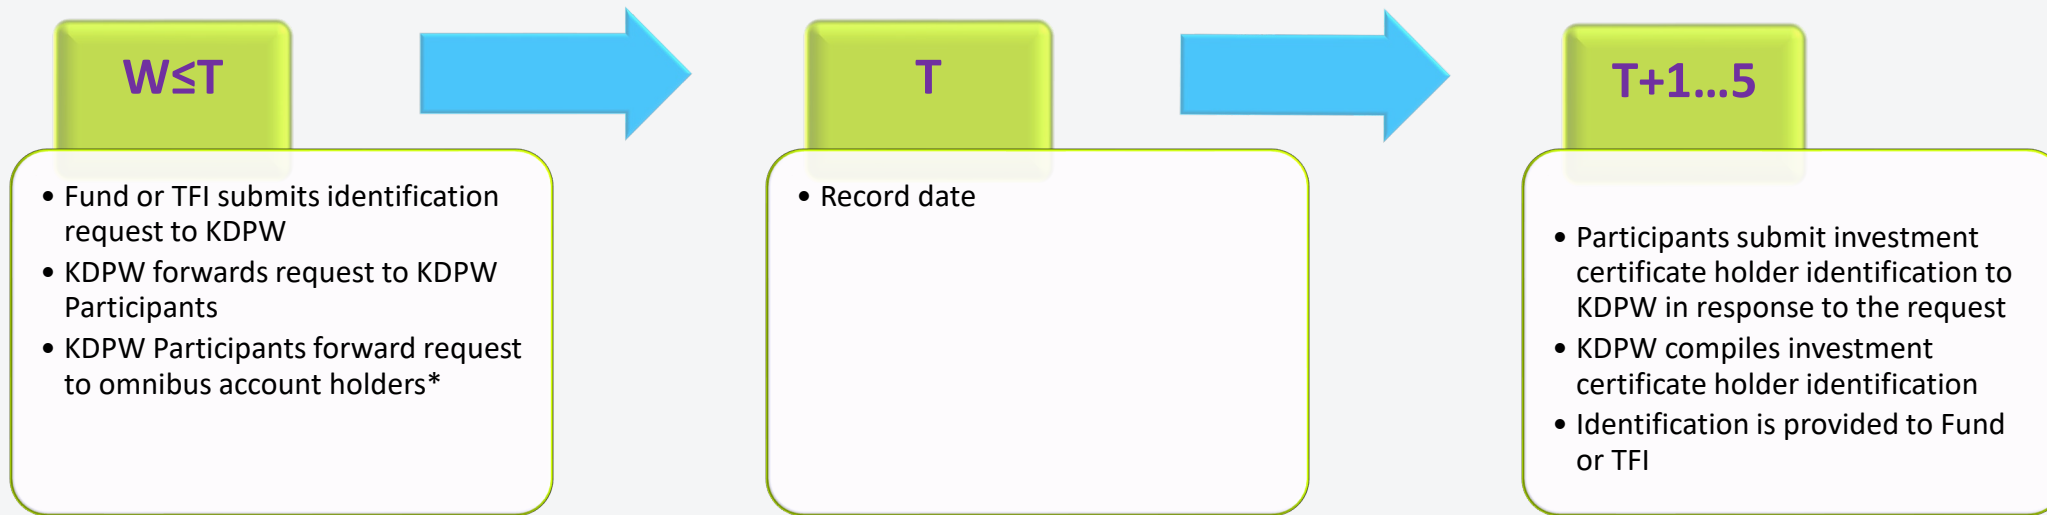 W≤T
• Fund or TFI submits identification
request to KDPW
• KDPW forwards request to KDPW
Participants
• KDPW Participants forward request
to omnibus account holders*
T
• Record date
T+1...5
• Participants submit investment
certificate holder identification to
KDPW in response to the request
• KDPW compiles investment
certificate holder identification
• Identification is provided to Fund
or TFI